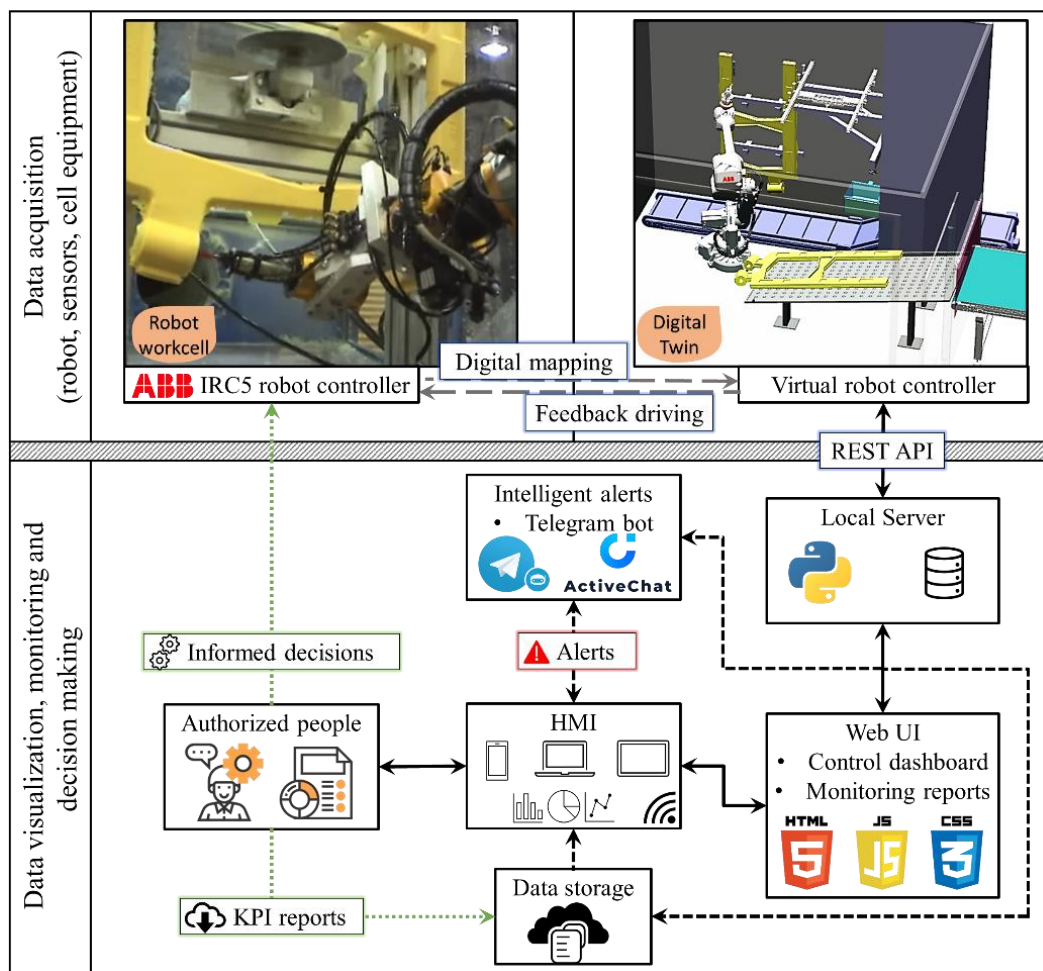 Data acquisition
(robot, sensors, cell equipment)
Robot
workcell
ABB
Digital
Twin
ABB IRC5 robot controller
Digital mapping
Feedback driving
Virtual robot controller
REST API
Data visualization, monitoring and
decision making
Intelligent alerts
• Telegram bot
ActiveChat
Local Server
Informed decisions
Alerts
Authorized people
HMI
Web UI
• Control dashboard
• Monitoring reports
HTML JS CSS
5 JS 3
KPI reports
Data storage